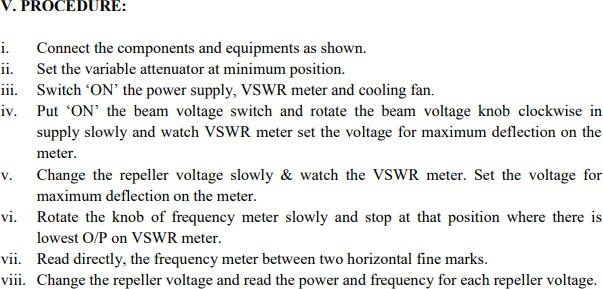 V. PROCEDURE:
i. Connect the components and equipments as shown.
ii. Set the variable attenuator at minimum position.
iii. Switch ‘ON’ the power supply, VSWR meter and cooling fan.
iv. Put ‘ON’ the beam voltage switch and rotate the beam voltage knob clockwise in
supply slowly and watch VSWR meter set the voltage for maximum deflection on the
meter.
v. Change the repeller voltage slowly & watch the VSWR meter. Set the voltage for
maximum deflection on the meter.
vi. Rotate the knob of frequency meter slowly and stop at that position where there is
lowest O/P on VSWR meter.
vii. Read directly, the frequency meter between two horizontal fine marks.
viii. Change the repeller voltage and read the power and frequency for each repeller voltage.